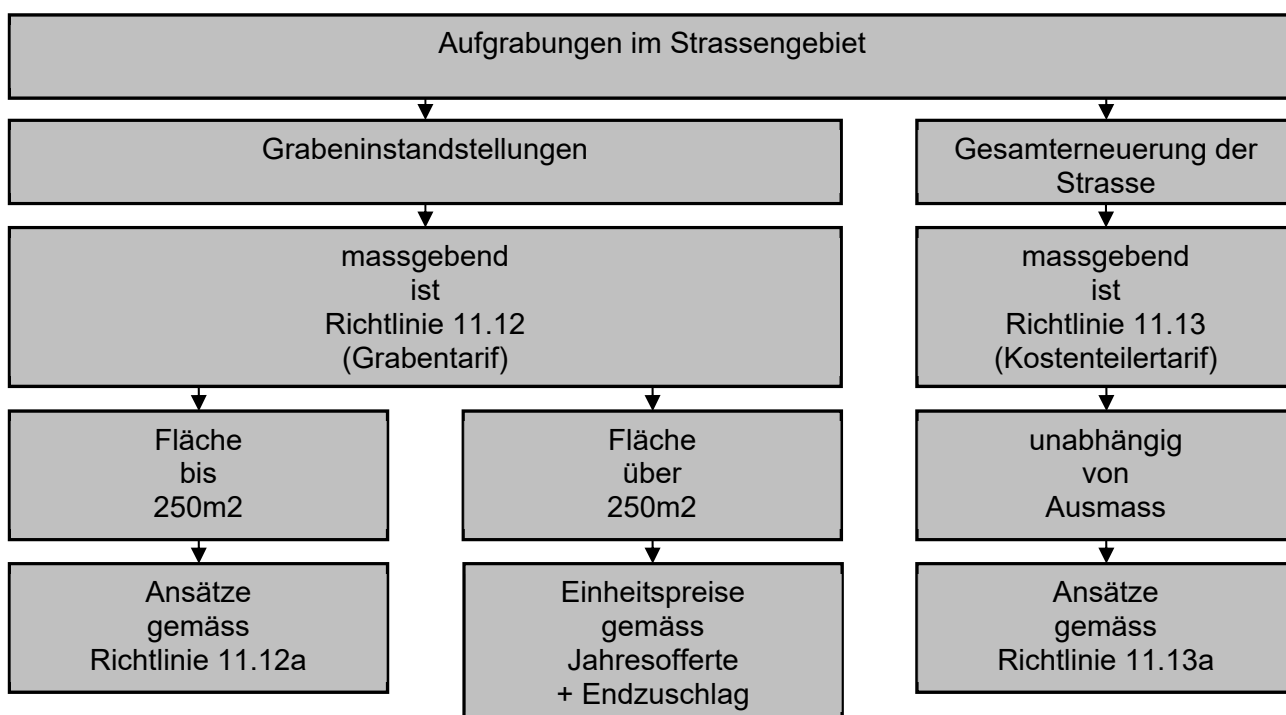 Aufgrabungen im Strassengebiet
Grabeninstandstellungen
Gesamterneuerung der
Strasse
massgebend
ist
Richtlinie 11.12
(Grabentarif)
massgebend
ist
Richtlinie 11.13
(Kostenteilertarif)
Fläche
bis
250m2
Fläche
über
250m2
unabhängig
von
Ausmass
Ansätze
gemäss
Richtlinie 11.12a
Einheitspreise
gemäss
Jahresofferte
+ Endzuschlag
Ansätze
gemäss
Richtlinie 11.13a